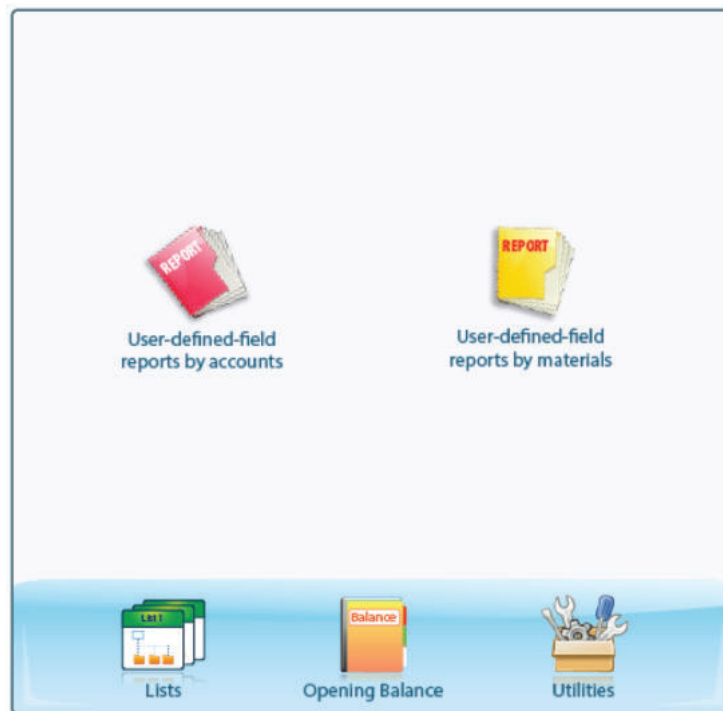 REPORT
REPORT
User-defined-field
reports by accounts
User-defined-field
reports by materials
List 1
Balance
Lists
Opening Balance
Utilities